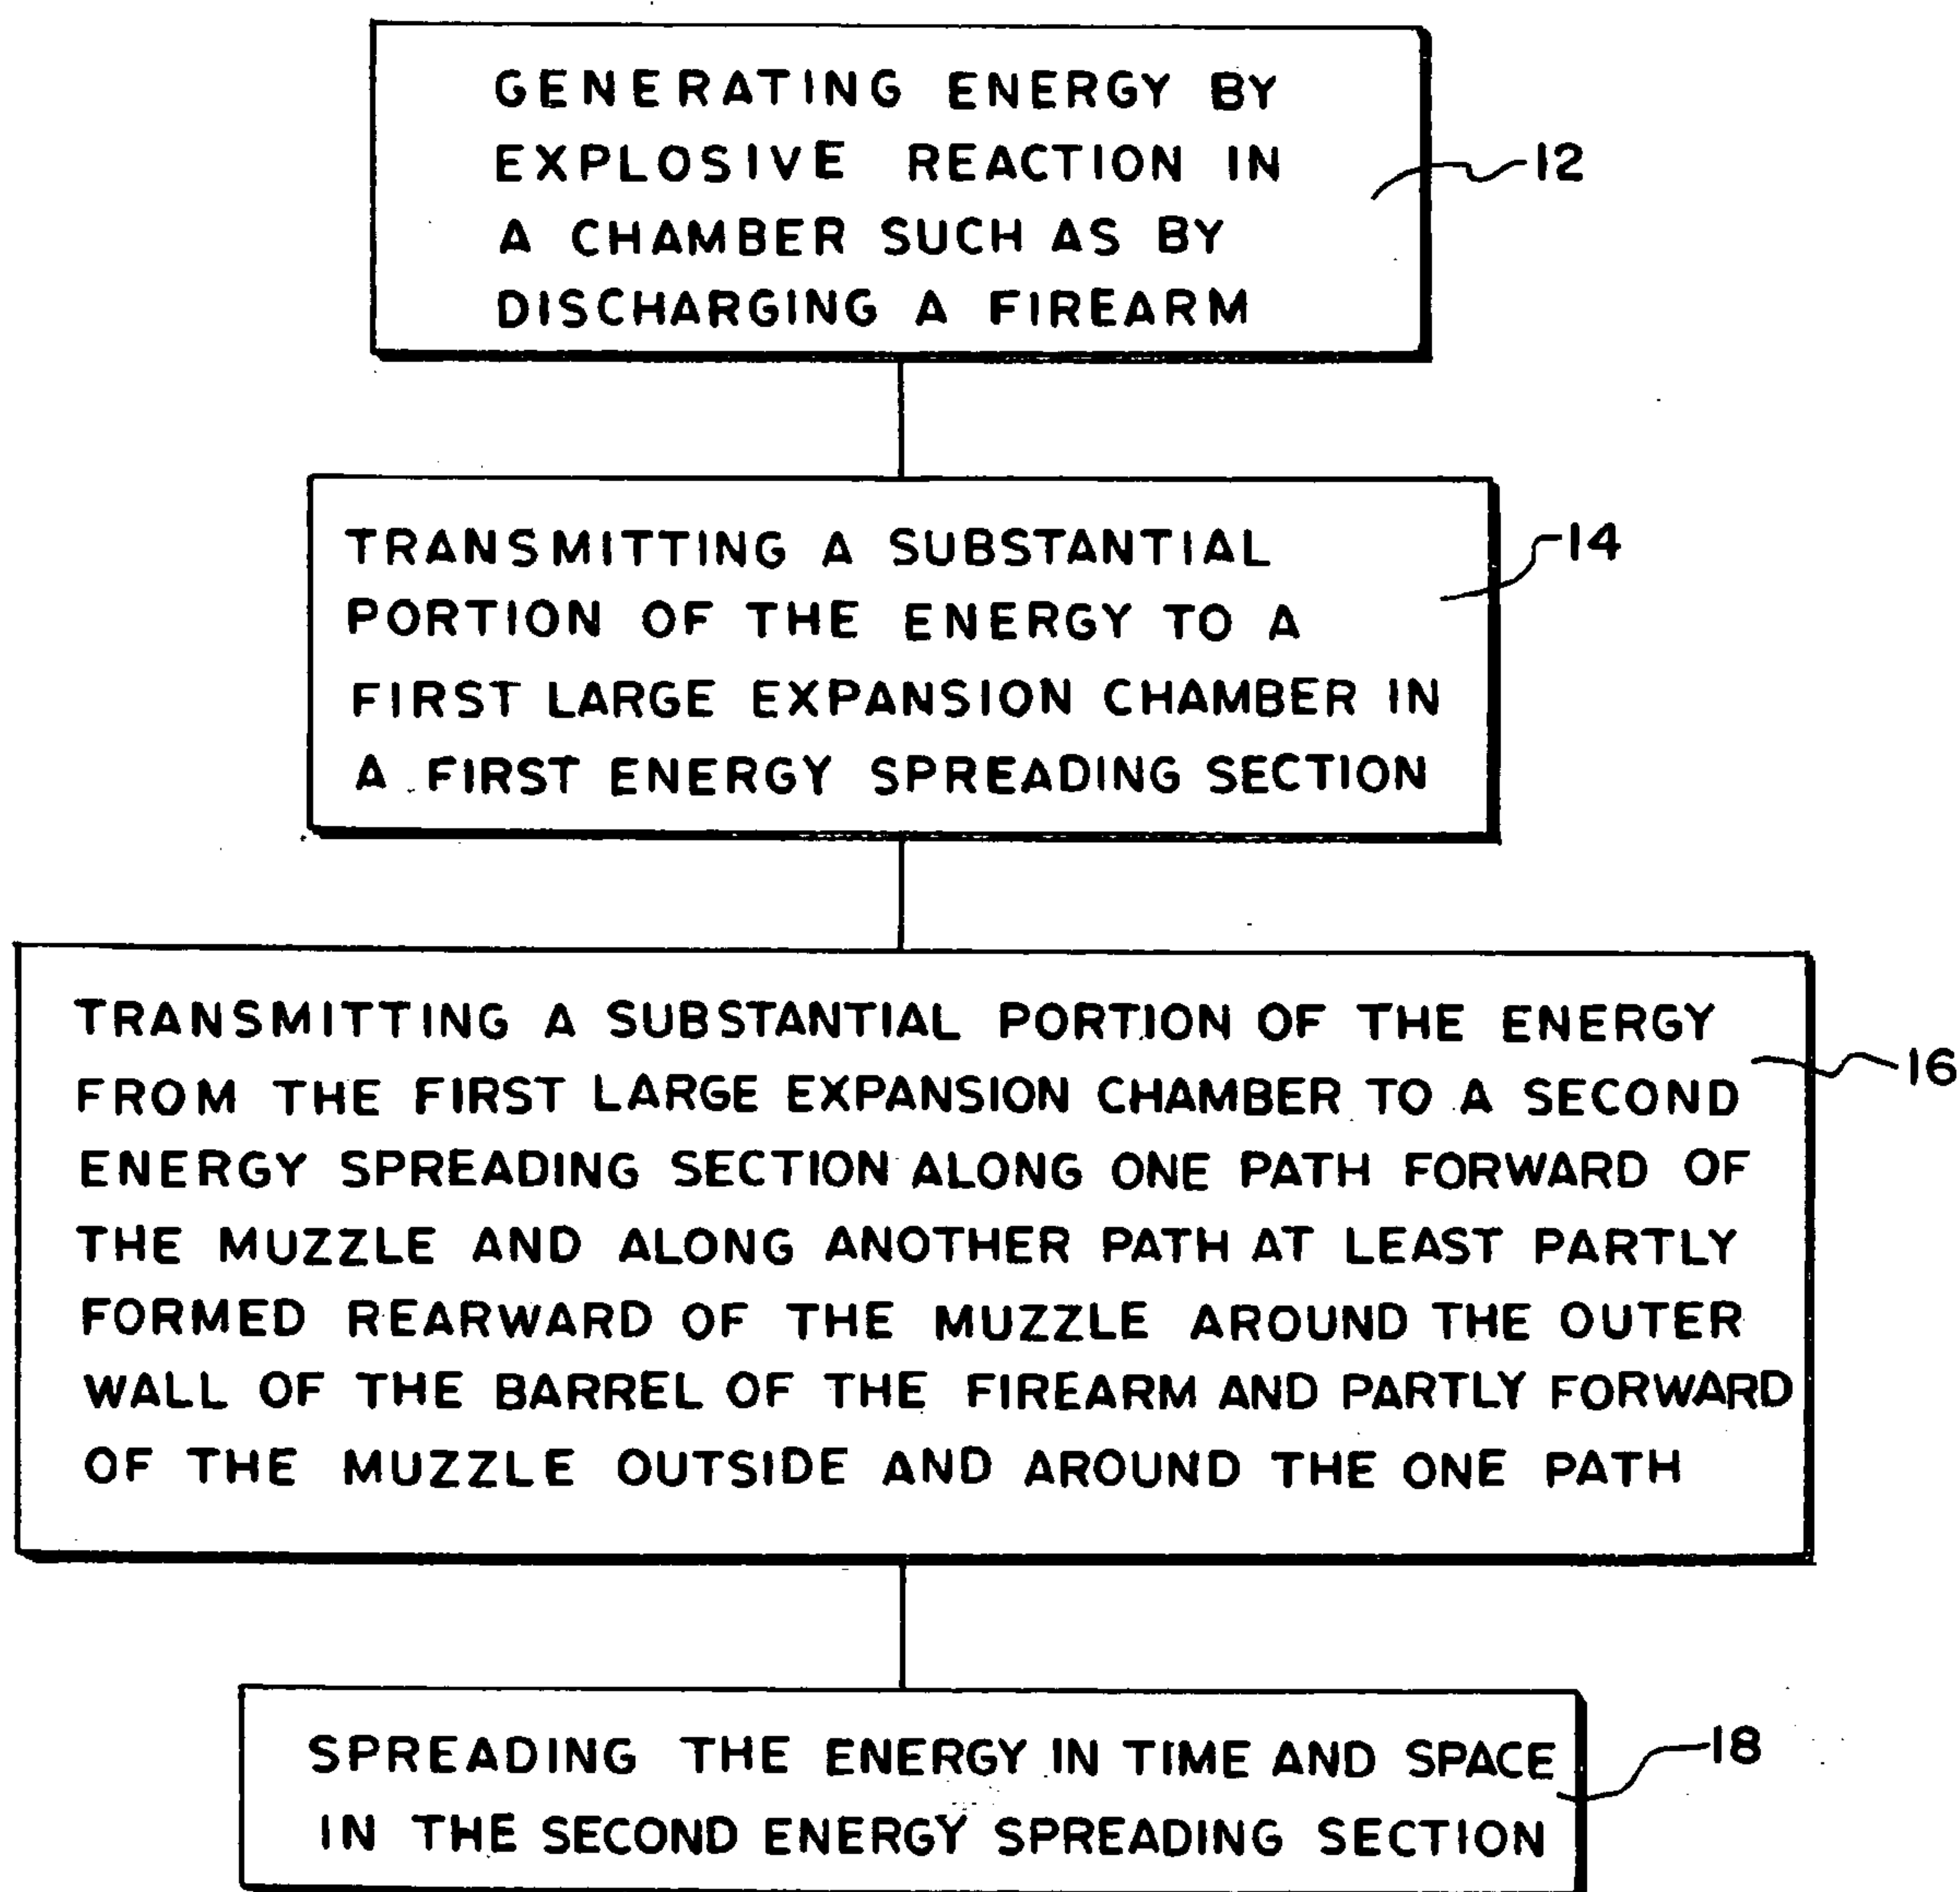 GENERATING ENERGY BY
EXPLOSIVE REACTION IN
A CHAMBER SUCH AS BY
DISCHARGING A FIREARM
12
TRANSMITTING A SUBSTANTIAL
PORTION OF THE ENERGY TO A
FIRST LARGE EXPANSION CHAMBER IN
A FIRST ENERGY SPREADING SECTION
14
TRANSMITTING A SUBSTANTIAL PORTION OF THE ENERGY
FROM THE FIRST LARGE EXPANSION CHAMBER TO A SECOND
ENERGY SPREADING SECTION ALONG ONE PATH FORWARD OF
THE MUZZLE AND ALONG ANOTHER PATH AT LEAST PARTLY
FORMED REARWARD OF THE MUZZLE AROUND THE OUTER
WALL OF THE BARREL OF THE FIREARM AND PARTLY FORWARD
OF THE MUZZLE OUTSIDE AND AROUND THE ONE PATH
16
SPREADING THE ENERGY IN TIME AND SPACE
IN THE SECOND ENERGY SPREADING SECTION
18